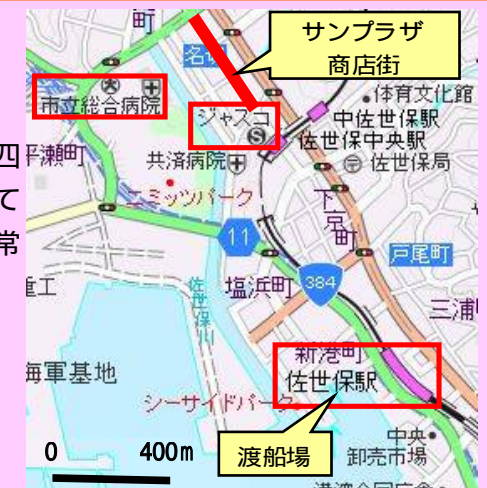 サンプラザ
商店街
町
名切
市立総合病院
ジャスコ
体育文化館
中佐世保駅
佐世保中央駅
佐世保局
四
て
常
平瀬町
共済病院
ニミッツパーク
下京町
11
戸尾町
重工
塩浜町
384
佐世保川
三浦
新港町
佐世保駅
海軍基地
シーサイドパーク
0 400m
渡船場
中央
卸売市場